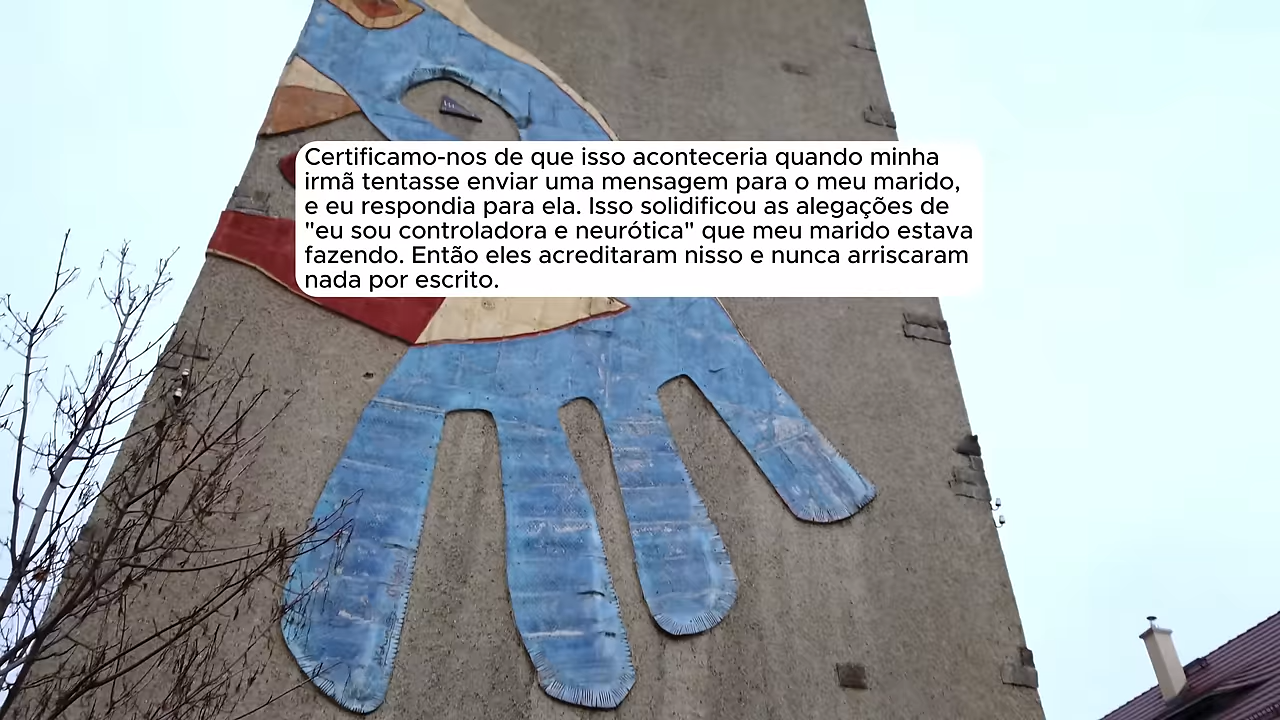 Certificamo-nos de que isso aconteceria quando minha
irmã tentasse enviar uma mensagem para o meu marido,
e eu respondia para ela. Isso solidificou as alegações de
"eu sou controladora e neurótica" que meu marido estava
fazendo. Então eles acreditaram nisso e nunca arriscaram
nada por escrito.